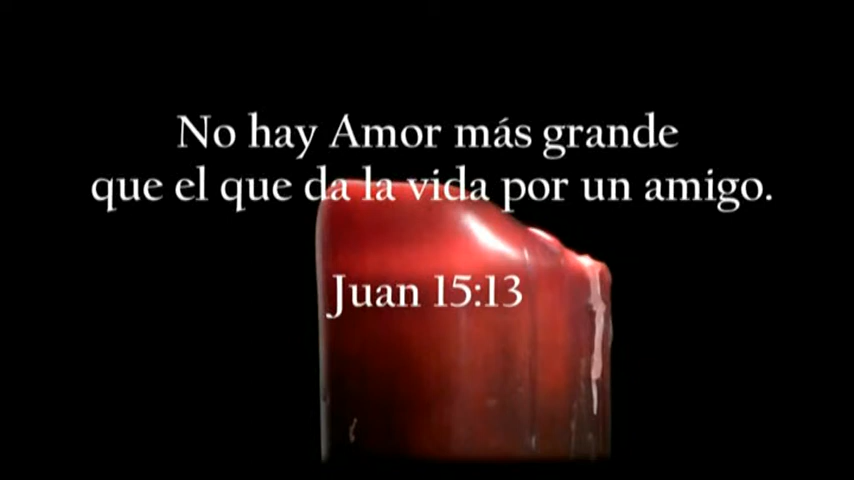 No hay Amor más grande
que el que da la vida por un amigo.
Juan 15:13